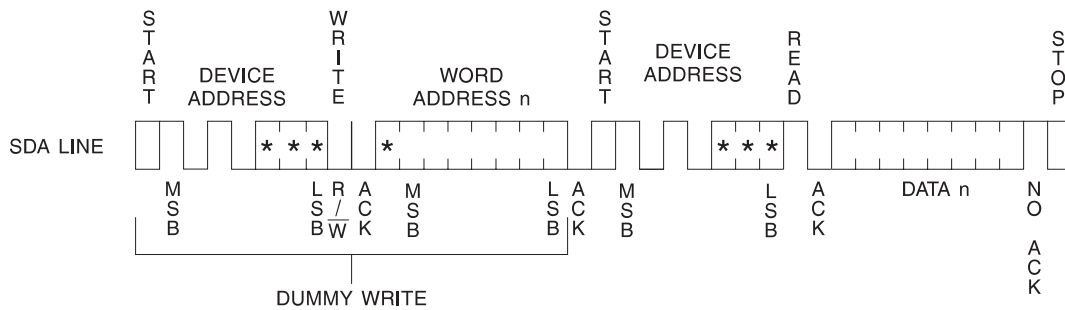 START
WRITE
START
READ
STOP
DEVICE
ADDRESS
WORD
ADDRESS n
DEVICE
ADDRESS
SDA LINE
* * *
*
* * *
MSB
LSB
R/W
ACK
MSB
LSB
ACK
MSB
LSB
ACK
DATA n
NO ACK
DUMMY WRITE